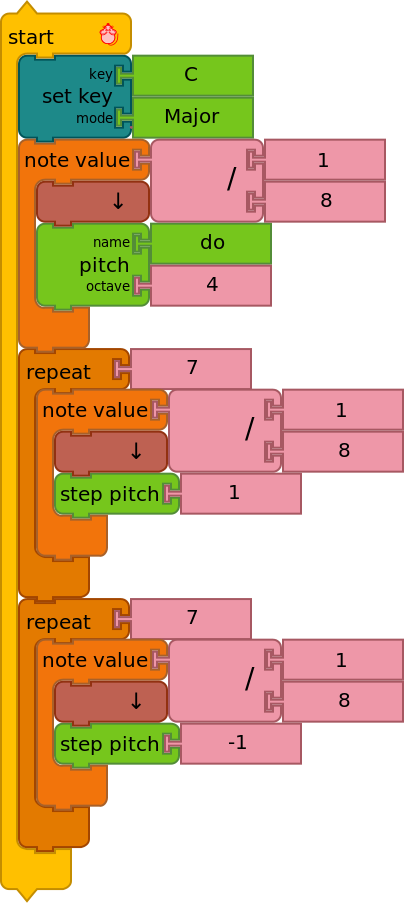 start
key C
set key
mode Major
note value / 1
↓ 8
name do
pitch
octave 4
repeat 7
note value / 1
↓ 8
step pitch 1
repeat 7
note value / 1
↓ 8
step pitch -1